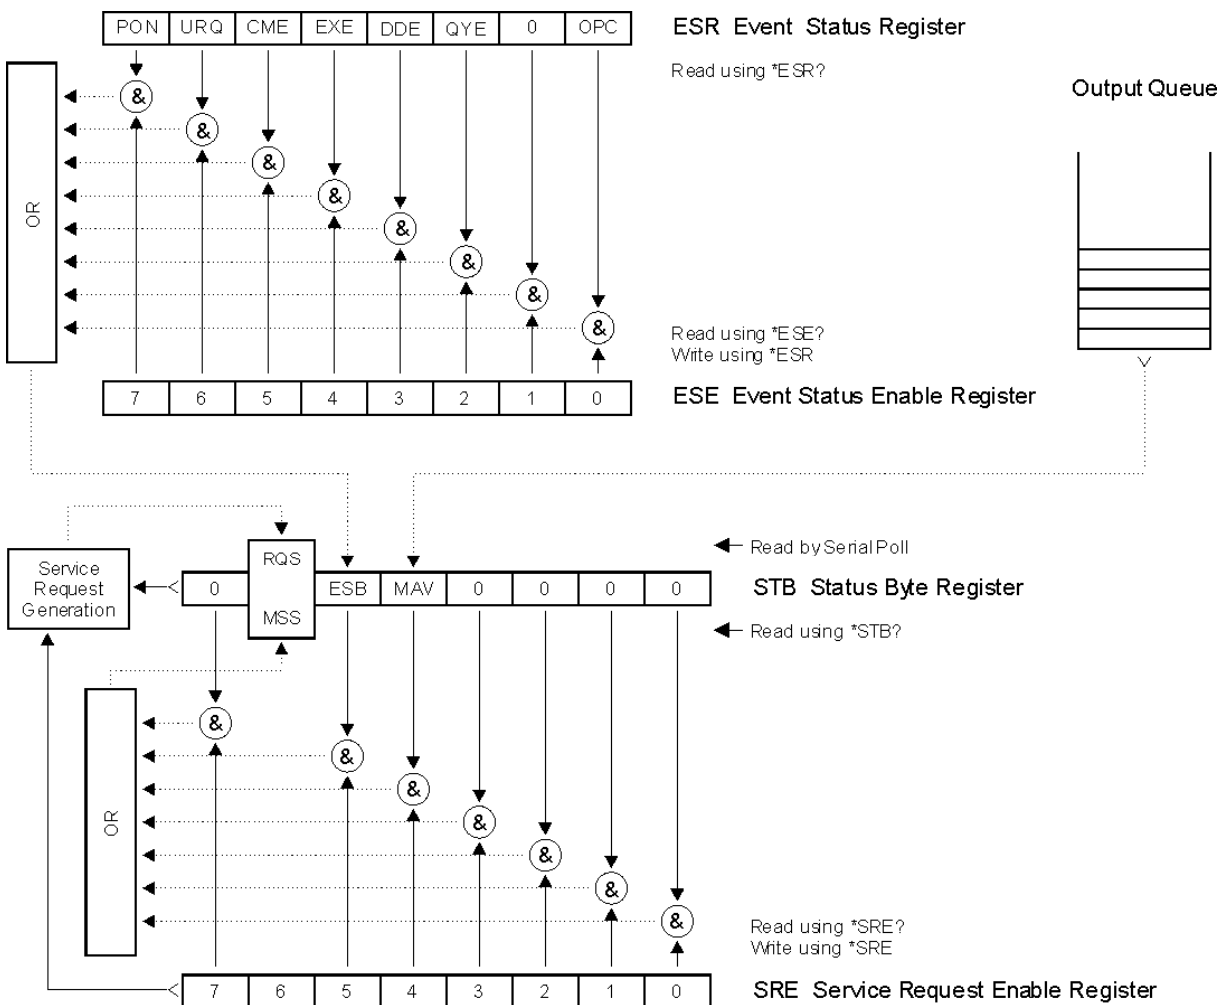 PON URQ CME EXE DDE QYE 0 OPC
ESR Event Status Register
Read using *ESR?
Output Queue
& & & & & & & &
OR
Read using *ESE?
Write using *ESR
7 6 5 4 3 2 1 0
ESE Event Status Enable Register
Service
Request
Generation
RQS
MSS
0 ESB MAV 0 0 0 0
Read by Serial Poll
STB Status Byte Register
Read using *STB?
& & & & & & &
OR
Read using *SRE?
Write using *SRE
7 6 5 4 3 2 1 0
SRE Service Request Enable Register